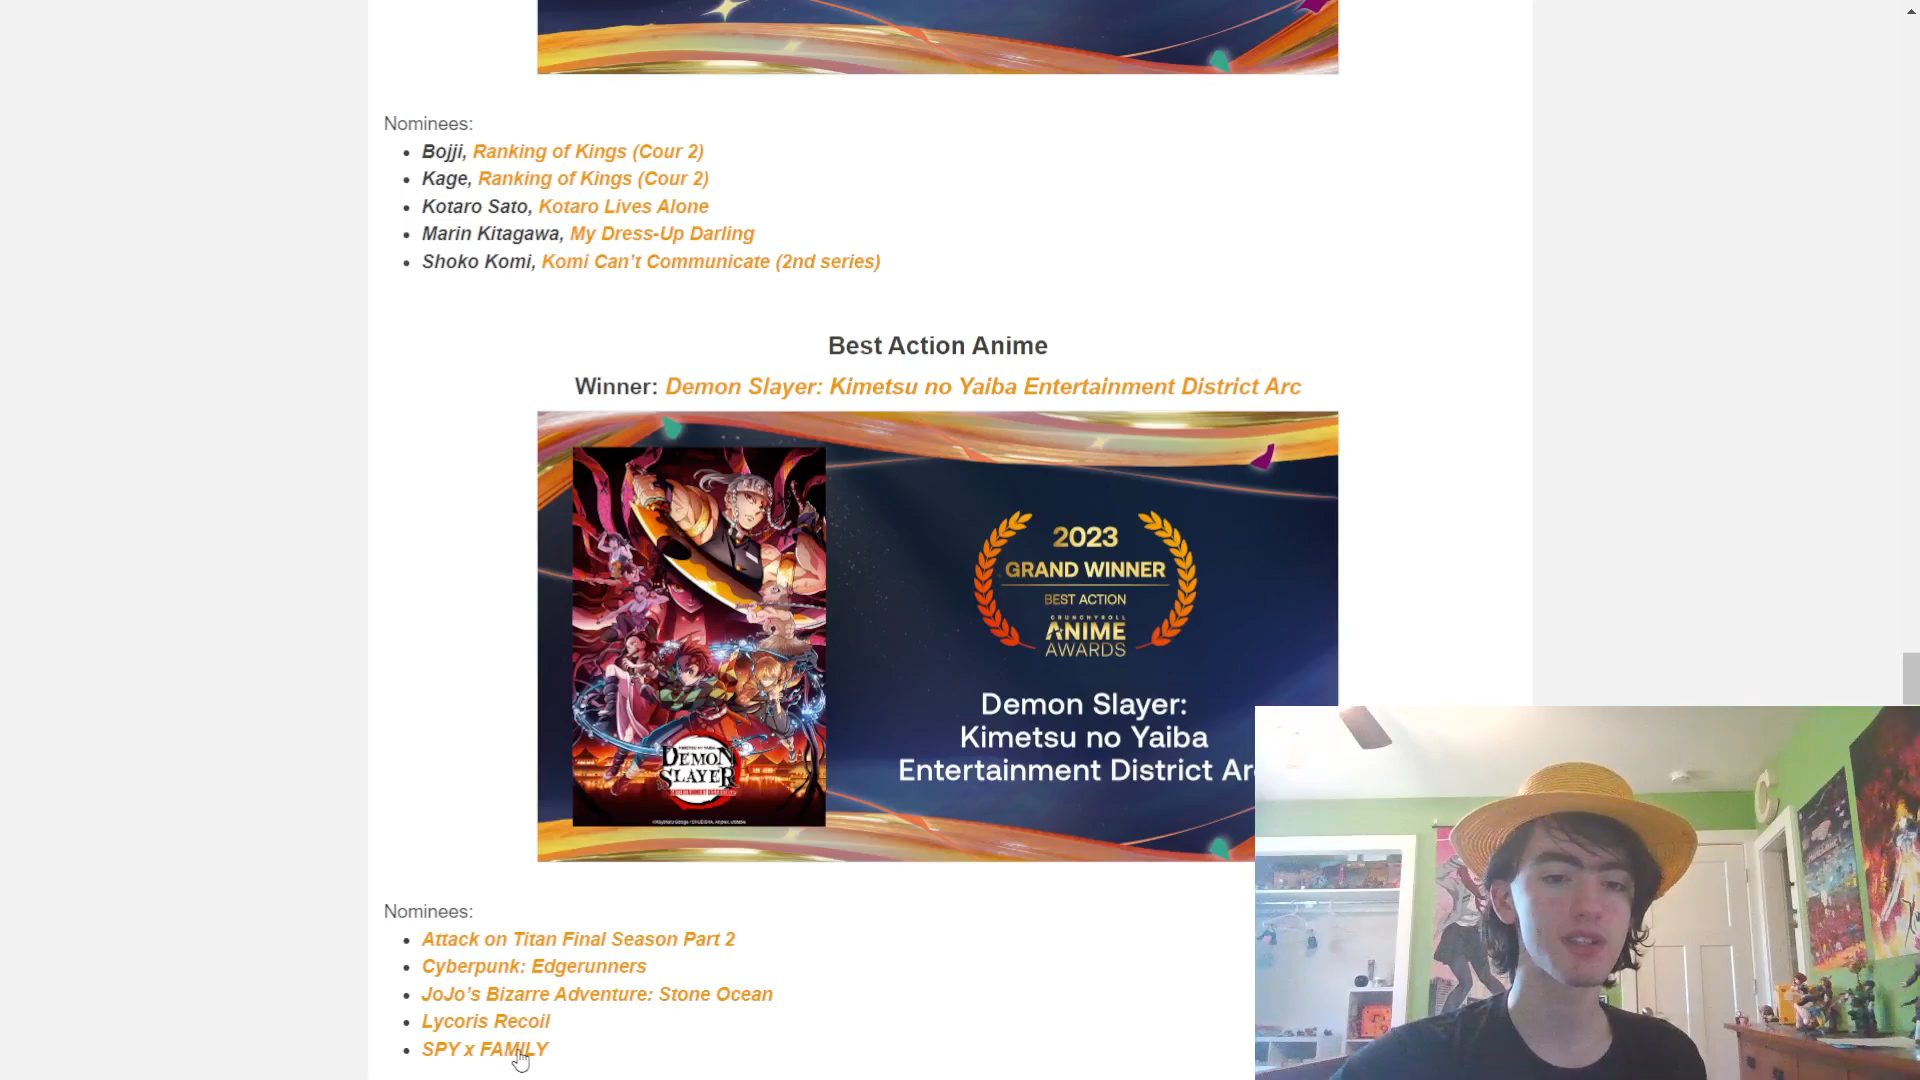 Nominees:
Bojji, Ranking of Kings (Cour 2)
Kage, Ranking of Kings (Cour 2)
Kotaro Sato, Kotaro Lives Alone
Marin Kitagawa, My Dress-Up Darling
Shoko Komi, Komi Can’t Communicate (2nd series)
Best Action Anime
Winner: Demon Slayer: Kimetsu no Yaiba Entertainment District Arc
2023
GRAND WINNER
BEST ACTION
CRUNCHYROLL
ANIME
AWARDS
Demon Slayer:
Kimetsu no Yaiba
Entertainment District Arc
KIMETSU NO YAIBA
DEMON
SLAYER
Nominees:
Attack on Titan Final Season Part 2
Cyberpunk: Edgerunners
JoJo’s Bizarre Adventure: Stone Ocean
Lycoris Recoil
SPY x FAMILY